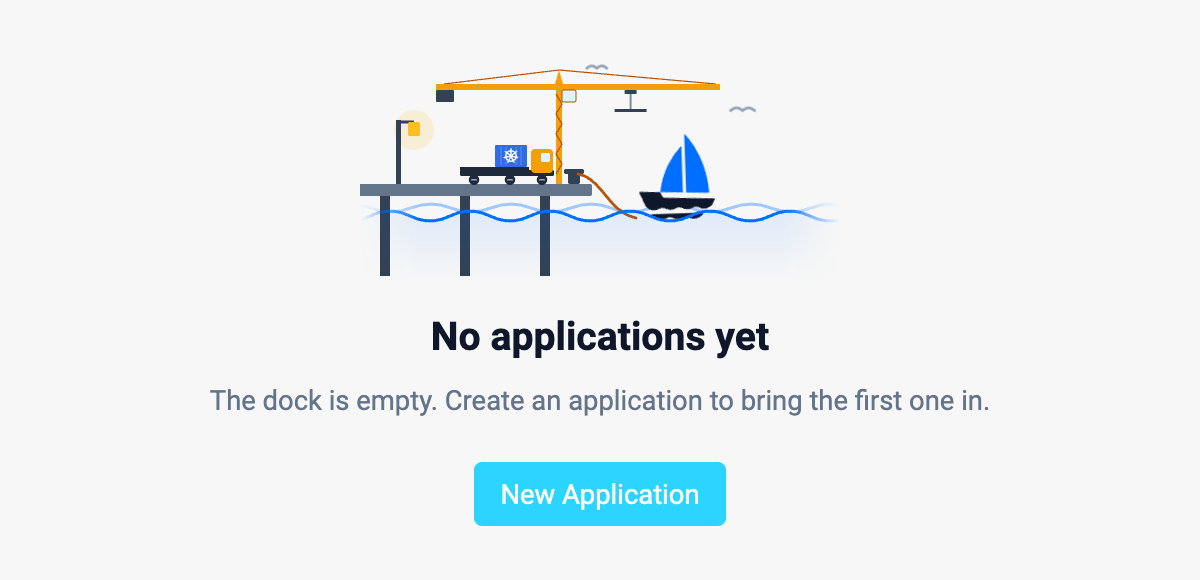 No applications yet
The dock is empty. Create an application to bring the first one in.
New Application